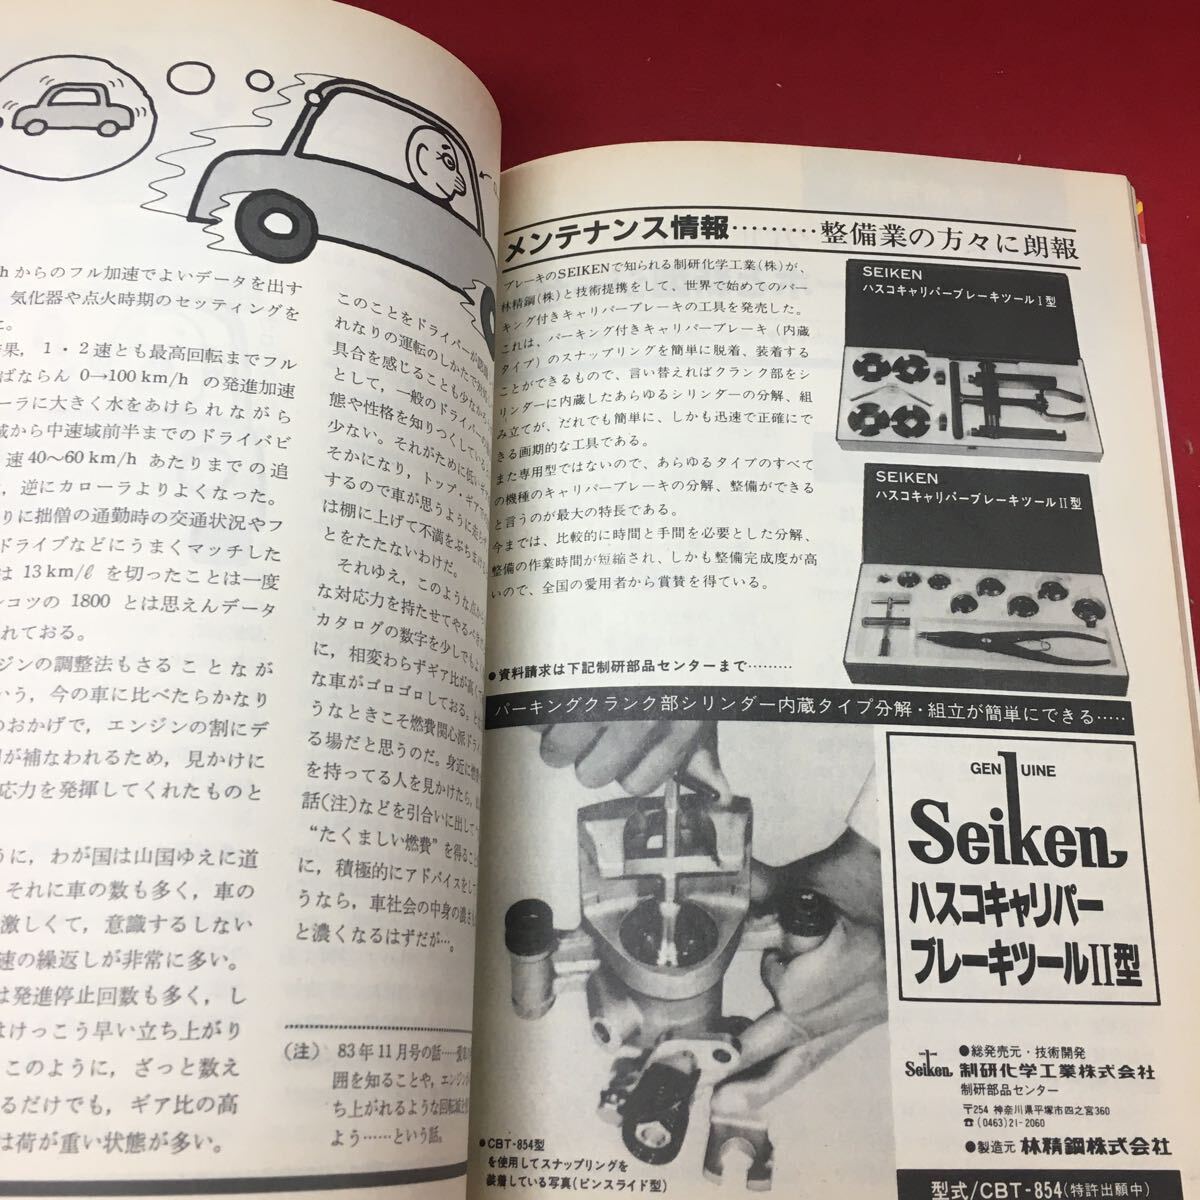 hからのフル加速でよいデータを出す
気化器や点火時期のセッティングを
果，1・2速とも最高回転までフル
ばならん 0→100 km/h の発進加速
ーラに大きく水をあけられながら
域から中速域前半までのドライバビ
速40〜60 km/h あたりまでの追
，逆にカローラよりよくなった。
りに拙僧の通勤時の交通状況やフ
ドライブなどにうまくマッチした
は 13 km/ℓ を切ったことは一度
コツの 1800 とは思えんデータ
れておる。
ジンの調整法もさることなが
いう，今の車に比べたらかなり
のおかげで，エンジンの割にデ
が補なわれるため，見かけに
応力を発揮してくれたものと
うに，わが国は山国ゆえに道
それに車の数も多く，車の
激しくて，意識するしない
速の繰返しが非常に多い。
は発進停止回数も多く，し
はけっこう早い立ち上がり
このように，ざっと数え
るだけでも，ギア比の高
は荷が重い状態が多い。
このことをドライバーが
れなりの運転のしかたで
具合を感じることも少なか
として，一般のドライバーの
態や性格を知りつくしている
少ない。それがために低い
そかになり，トップ・ギア
するので車が思うように走らず
は棚に上げて不満をぶちまけ
とをたたないわけだ。
それゆえ，このような点から
な対応力を持たせてやるべき
カタログの数字を少しでもよ
に，相変わらずギア比が高く
な車がゴロゴロしておる。
うなときこそ燃費関心派ドライ
る場だと思うのだ。身近に
を持ってる人を見かけたら，
話(注)などを引合いに出して
“たくましい燃費”を得ること
に，積極的にアドバイスをして
うなら，車社会の中身の濃さ
と濃くなるはずだが…。
(注) 83年11月号の話……
囲を知ることや，エンジン
ち上がれるような回転
よう……という話。
メンテナンス情報………整備業の方々に朗報
ブレーキのSEIKENで知られる制研化学工業(株)が、
林精鋼(株)と技術提携をして、世界で始めてのパー
キング付きキャリパーブレーキの工具を発売した。
これは、パーキング付きキャリパーブレーキ（内蔵
タイプ）のスナップリングを簡単に脱着、装着する
ことができるもので、言い替えればクランク部をシ
リンダーに内蔵したあらゆるシリンダーの分解、組
み立てが、だれでも簡単に、しかも迅速で正確にで
きる画期的な工具である。
また専用型ではないので、あらゆるタイプのすべて
の機種のキャリパーブレーキの分解、整備ができる
と言うのが最大の特長である。
今までは、比較的に時間と手間を必要とした分解、
整備の作業時間が短縮され、しかも整備完成度が高
いので、全国の愛用者から賞賛を得ている。
●資料請求は下記制研部品センターまで………
SEIKEN
ハスコキャリパーブレーキツールⅠ型
SEIKEN
ハスコキャリパーブレーキツールⅡ型
パーキングクランク部シリンダー内蔵タイプ分解・組立が簡単にできる……
GENUINE
Seiken
ハスコキャリパー
ブレーキツールⅡ型
●CBT-854型
を使用してスナップリングを
装着している写真(ピンスライド型)
●総発売元・技術開発
Seiken 制研化学工業株式会社
制研部品センター
〒254 神奈川県平塚市四之宮360
☎(0463)21-2060
●製造元 林精鋼株式会社
型式/CBT-854(特許出願中)